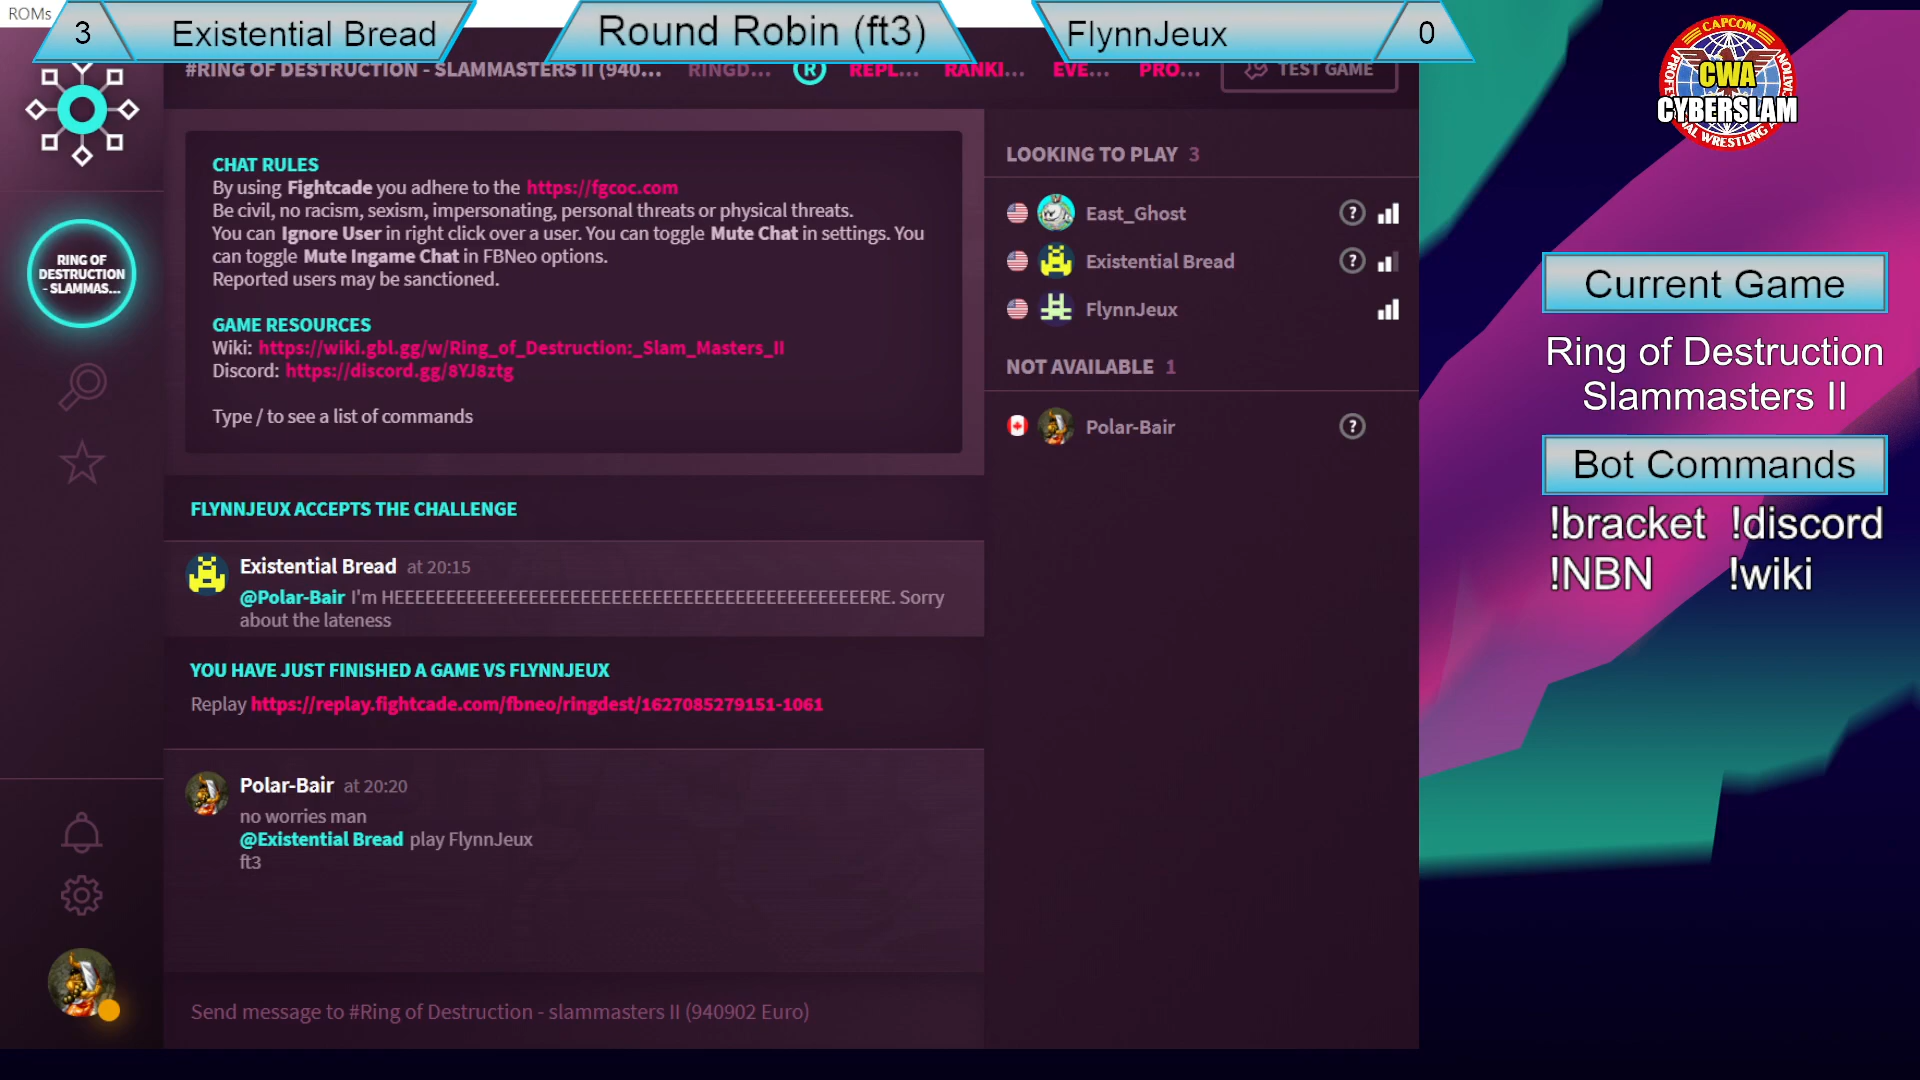 ROMs
3
Existential Bread
Round Robin (ft3)
FlynnJeux
0
#RING OF DESTRUCTION - SLAMMASTERS II (940...
RINGD...
R
REPL...
RANKI...
EVE...
PRO...
TEST GAME
CAPCOM
CWA
CYBERSLAM
RING OF
DESTRUCTION
- SLAMMAS...
CHAT RULES
By using Fightcade you adhere to the https://fgcoc.com
Be civil, no racism, sexism, impersonating, personal threats or physical threats.
You can Ignore User in right click over a user. You can toggle Mute Chat in settings. You
can toggle Mute Ingame Chat in FBNeo options.
Reported users may be sanctioned.
GAME RESOURCES
Wiki: https://wiki.gbl.gg/w/Ring_of_Destruction:_Slam_Masters_II
Discord: https://discord.gg/8YJ8ztg
Type / to see a list of commands
FLYNNJEUX ACCEPTS THE CHALLENGE
Existential Bread at 20:15
@Polar-Bair I'm HEEEEEEEEEEEEEEEEEEEEEEEEEEEEEEEEEEEEEEEEEEEEEERE. Sorry
about the lateness
YOU HAVE JUST FINISHED A GAME VS FLYNNJEUX
Replay https://replay.fightcade.com/fbneo/ringdest/1627085279151-1061
Polar-Bair at 20:20
no worries man
@Existential Bread play FlynnJeux
ft3
Send message to #Ring of Destruction - slammasters II (940902 Euro)
LOOKING TO PLAY 3
East_Ghost
?
Existential Bread
?
FlynnJeux
NOT AVAILABLE 1
Polar-Bair
?
Current Game
Ring of Destruction
Slammasters II
Bot Commands
!bracket !discord
!NBN !wiki